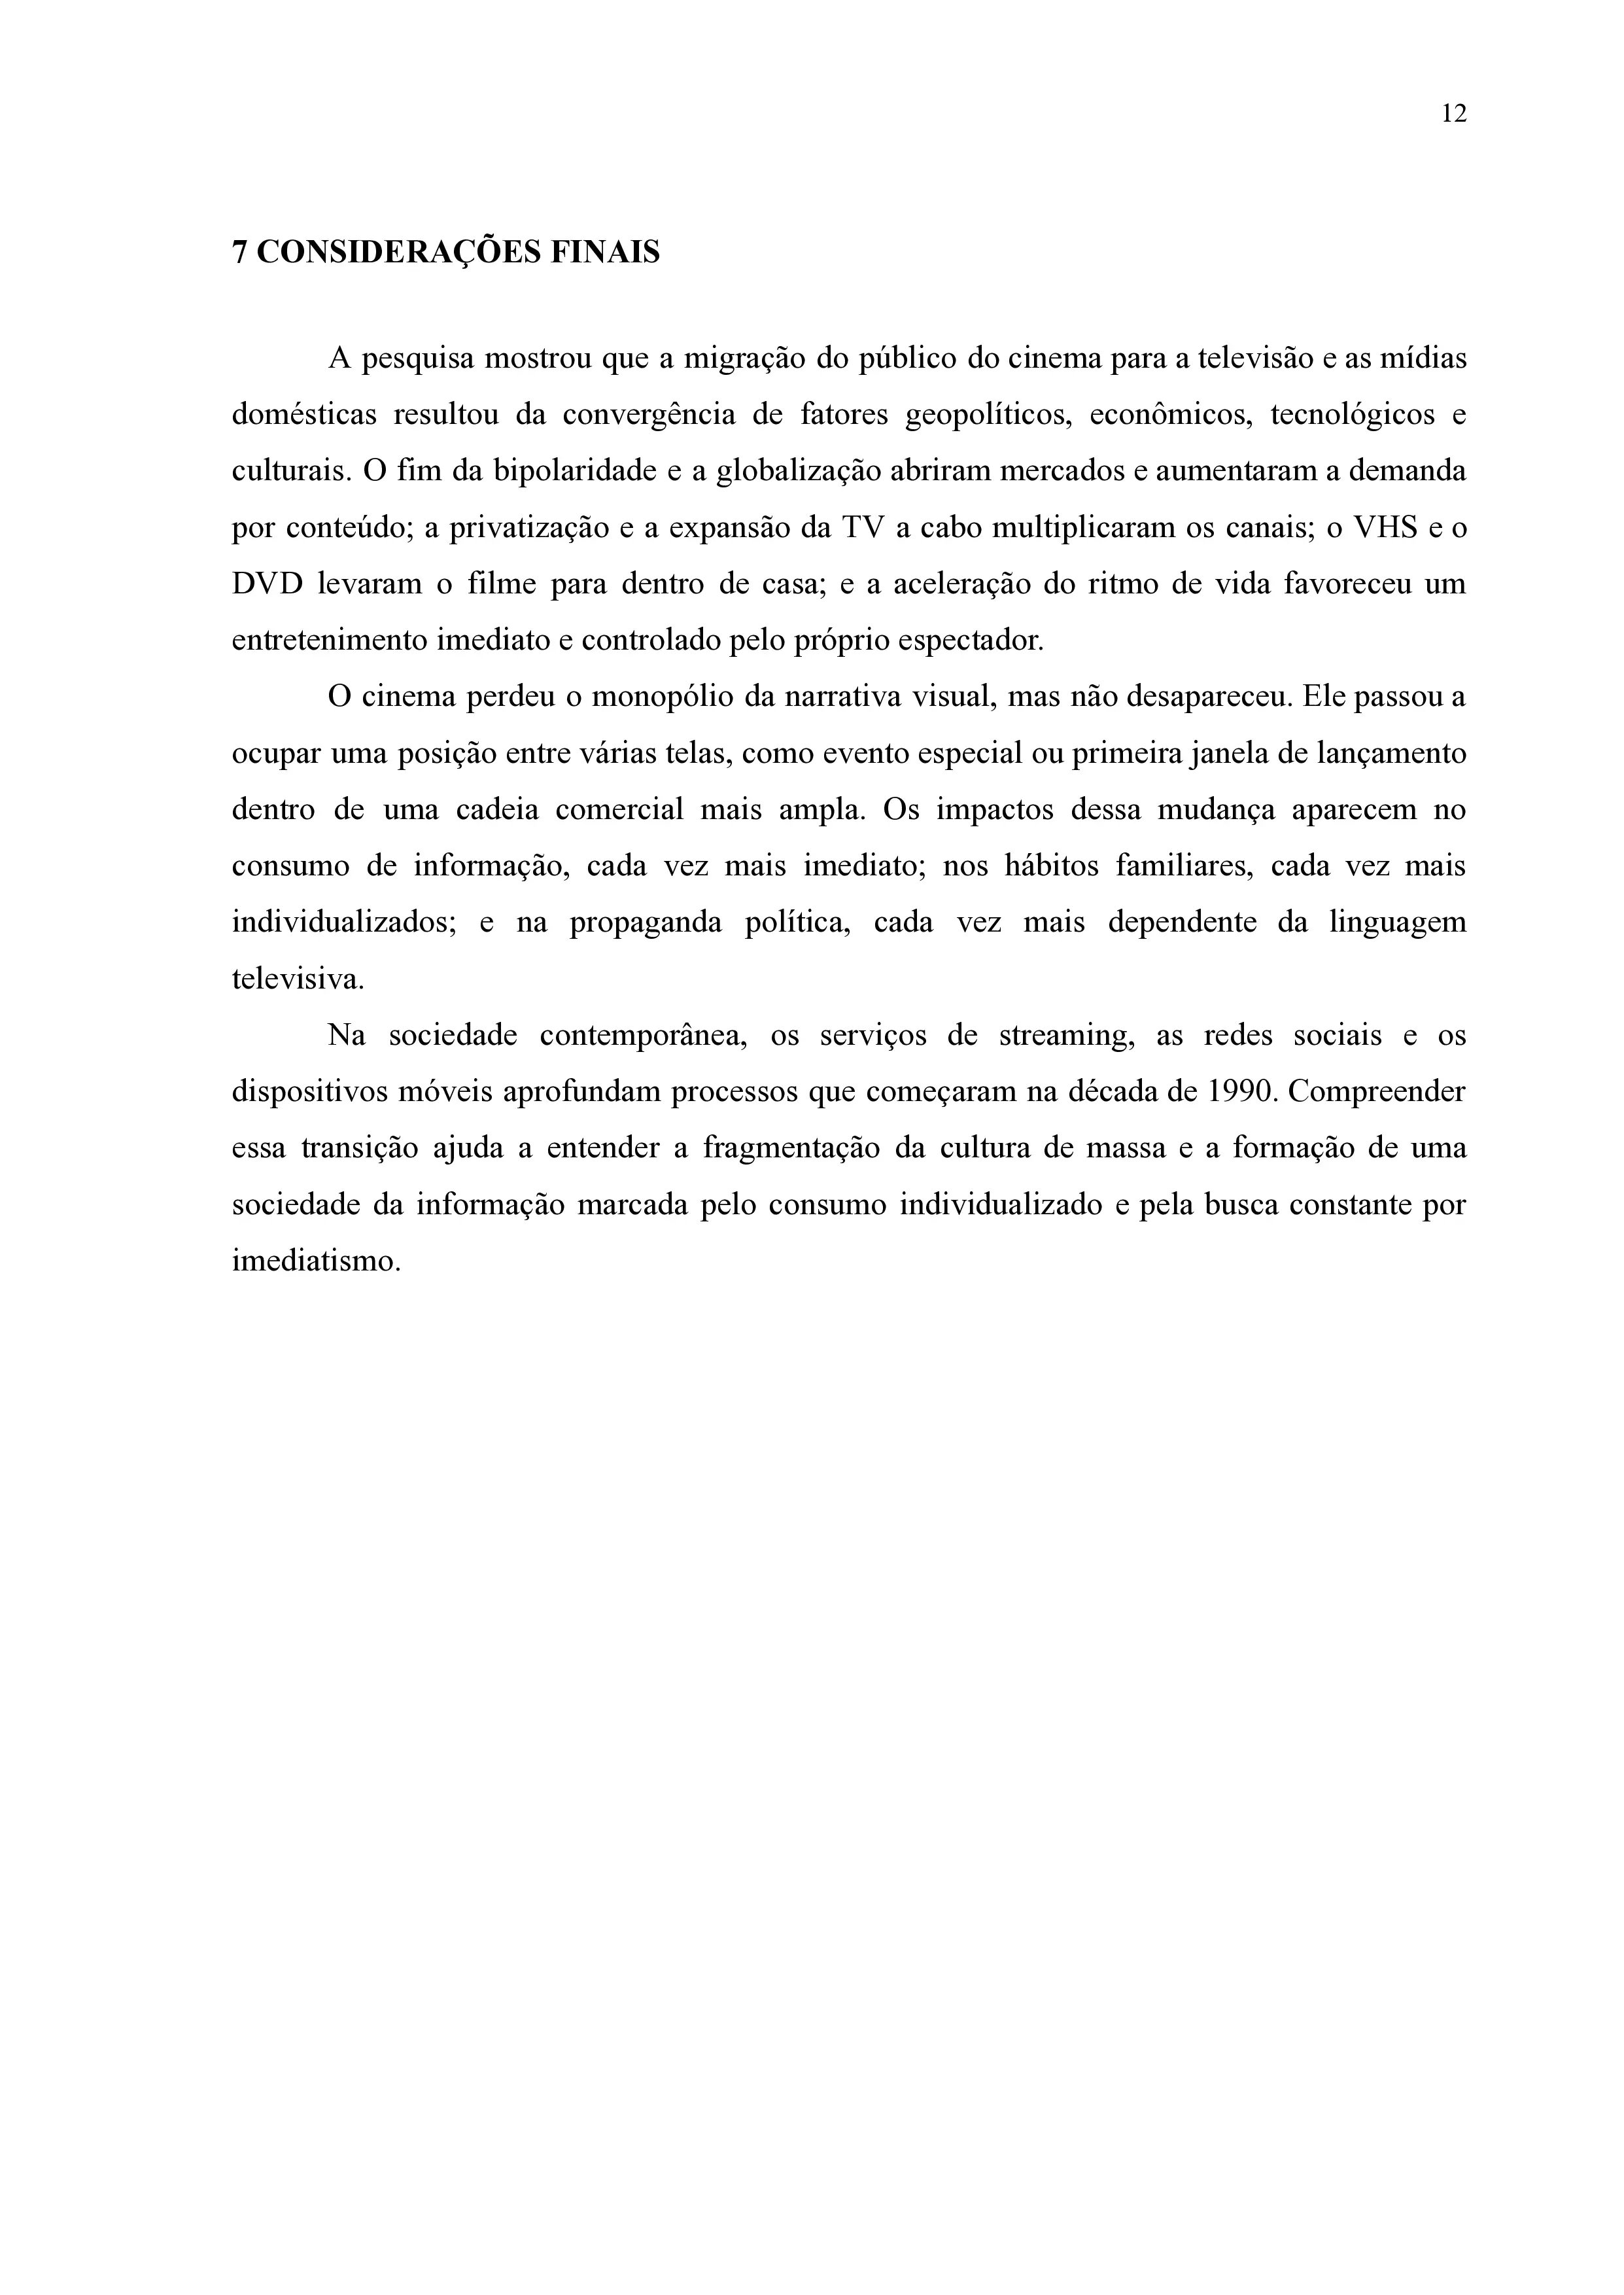 12
7 CONSIDERAÇÕES FINAIS
A pesquisa mostrou que a migração do público do cinema para a televisão e as mídias
domésticas resultou da convergência de fatores geopolíticos, econômicos, tecnológicos e
culturais. O fim da bipolaridade e a globalização abriram mercados e aumentaram a demanda
por conteúdo; a privatização e a expansão da TV a cabo multiplicaram os canais; o VHS e o
DVD levaram o filme para dentro de casa; e a aceleração do ritmo de vida favoreceu um
entretenimento imediato e controlado pelo próprio espectador.
O cinema perdeu o monopólio da narrativa visual, mas não desapareceu. Ele passou a
ocupar uma posição entre várias telas, como evento especial ou primeira janela de lançamento
dentro de uma cadeia comercial mais ampla. Os impactos dessa mudança aparecem no
consumo de informação, cada vez mais imediato; nos hábitos familiares, cada vez mais
individualizados; e na propaganda política, cada vez mais dependente da linguagem
televisiva.
Na sociedade contemporânea, os serviços de streaming, as redes sociais e os
dispositivos móveis aprofundam processos que começaram na década de 1990. Compreender
essa transição ajuda a entender a fragmentação da cultura de massa e a formação de uma
sociedade da informação marcada pelo consumo individualizado e pela busca constante por
imediatismo.